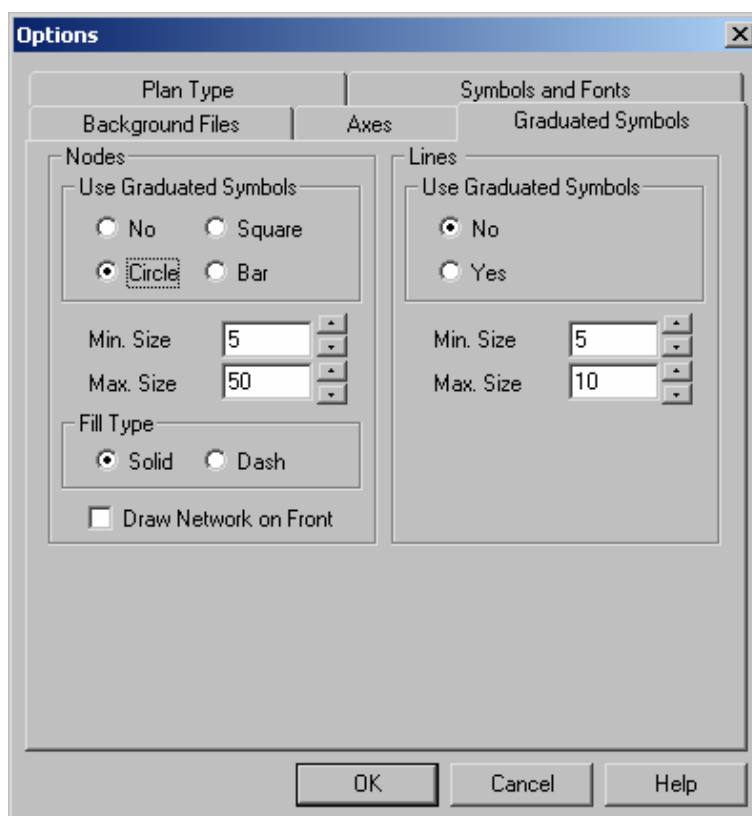 Options
Plan Type
Symbols and Fonts
Background Files
Axes
Graduated Symbols
Nodes
Use Graduated Symbols
No
Square
Circle
Bar
Min. Size
5
Max. Size
50
Fill Type
Solid
Dash
Draw Network on Front
Lines
Use Graduated Symbols
No
Yes
Min. Size
5
Max. Size
10
OK
Cancel
Help